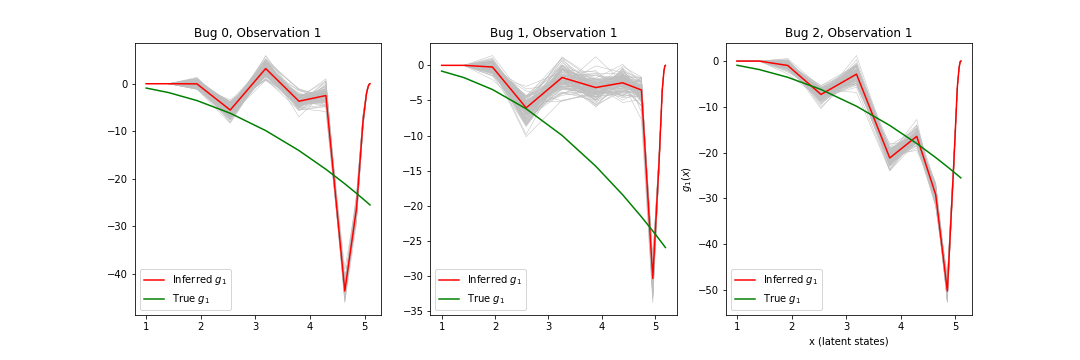 Bug 0, Observation 1
0
−10
−20
−30
−40
1 2 3 4 5
Inferred g₁
True g₁
Bug 1, Observation 1
0
−5
−10
−15
−20
−25
−30
−35
1 2 3 4 5
Inferred g₁
True g₁
Bug 2, Observation 1
g₁(x)
0
−10
−20
−30
−40
−50
1 2 3 4 5
x (latent states)
Inferred g₁
True g₁